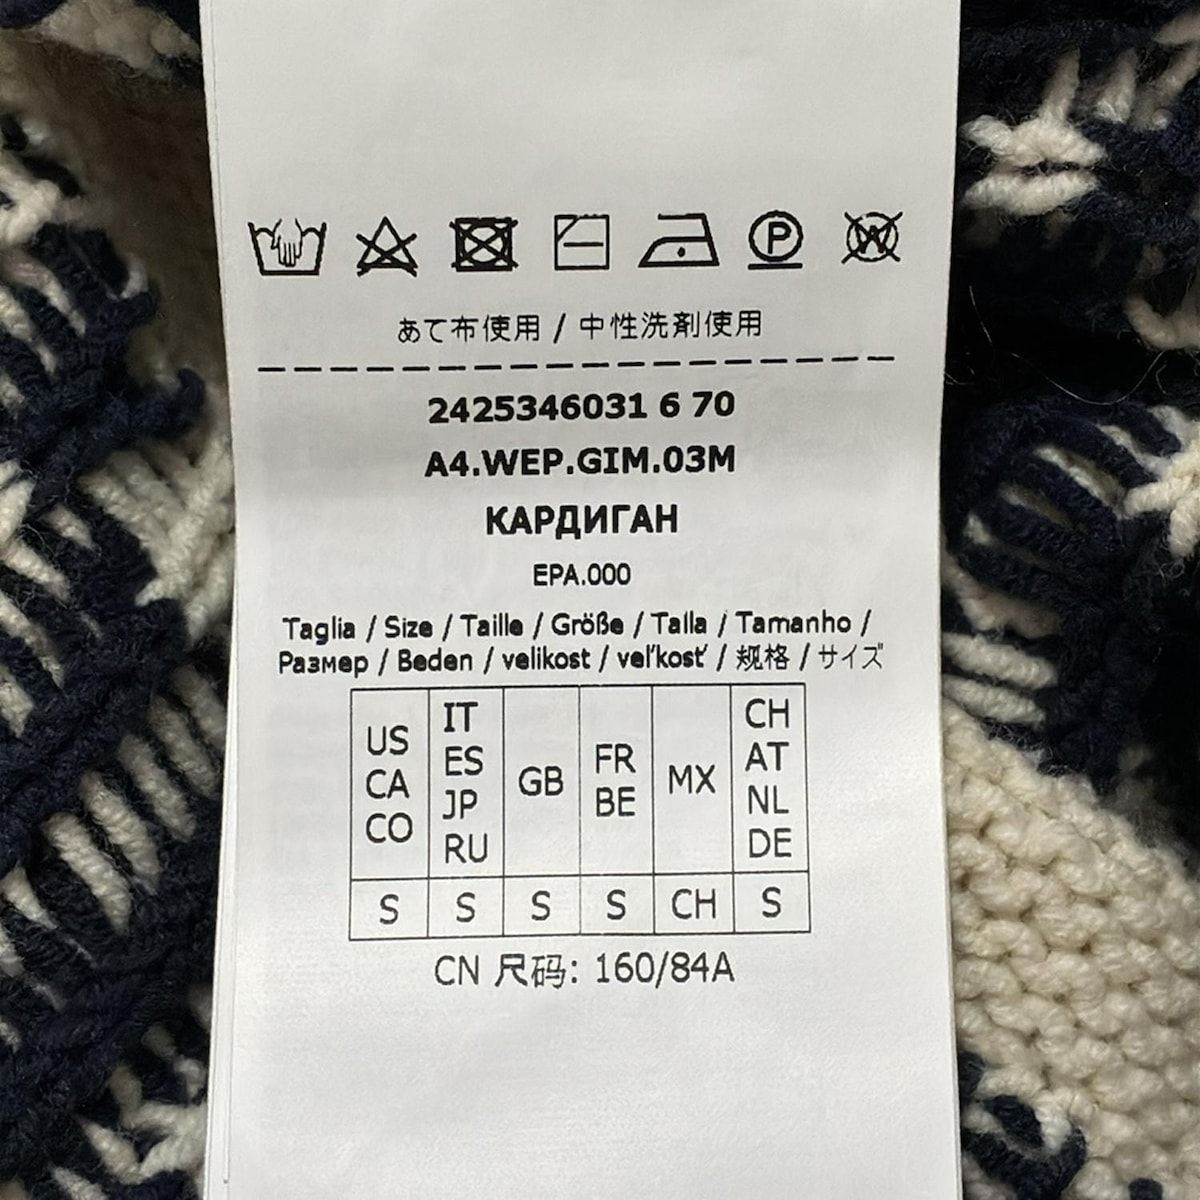 P W
あて布使用 / 中性洗剤使用
2425346031 6 70
A4.WEP.GIM.03M
КАРДИГАН
EPA.000
Taglia / Size / Taille / Größe / Talla / Tamanho /
Размер / Beden / velikost / veľkosť / 规格 / サイズ
US CA CO IT ES JP RU GB FR BE MX CH AT NL DE
S S S S CH S
CN 尺码: 160/84A